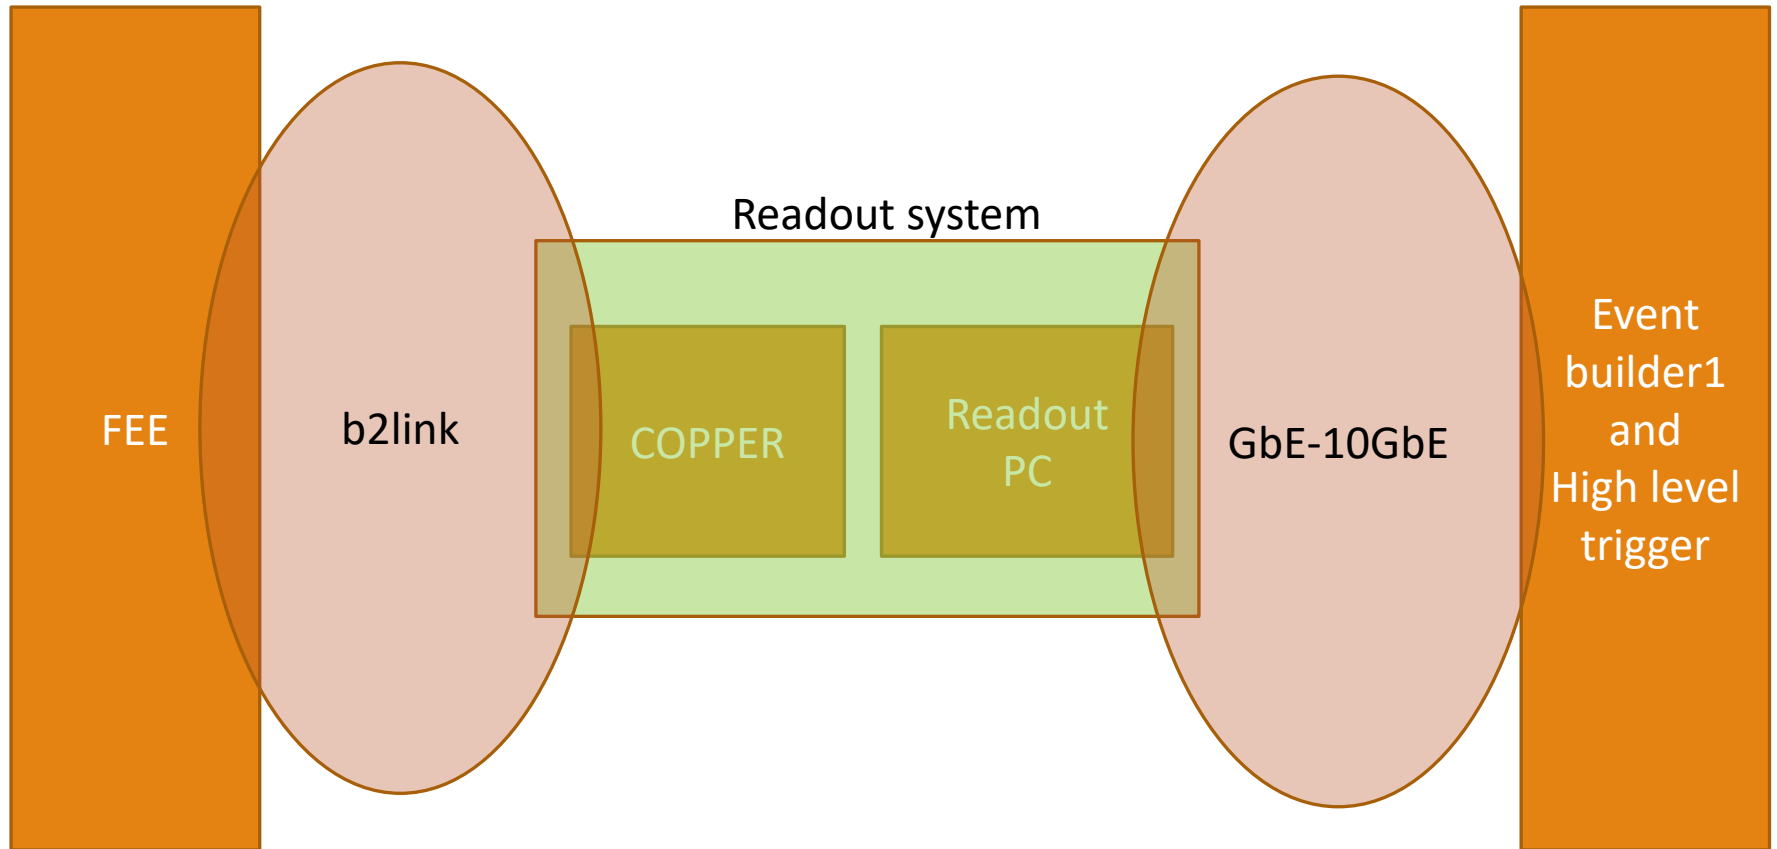 Readout system
FEE
b2link
COPPER
Readout
PC
GbE-10GbE
Event
builder1
and
High level
trigger